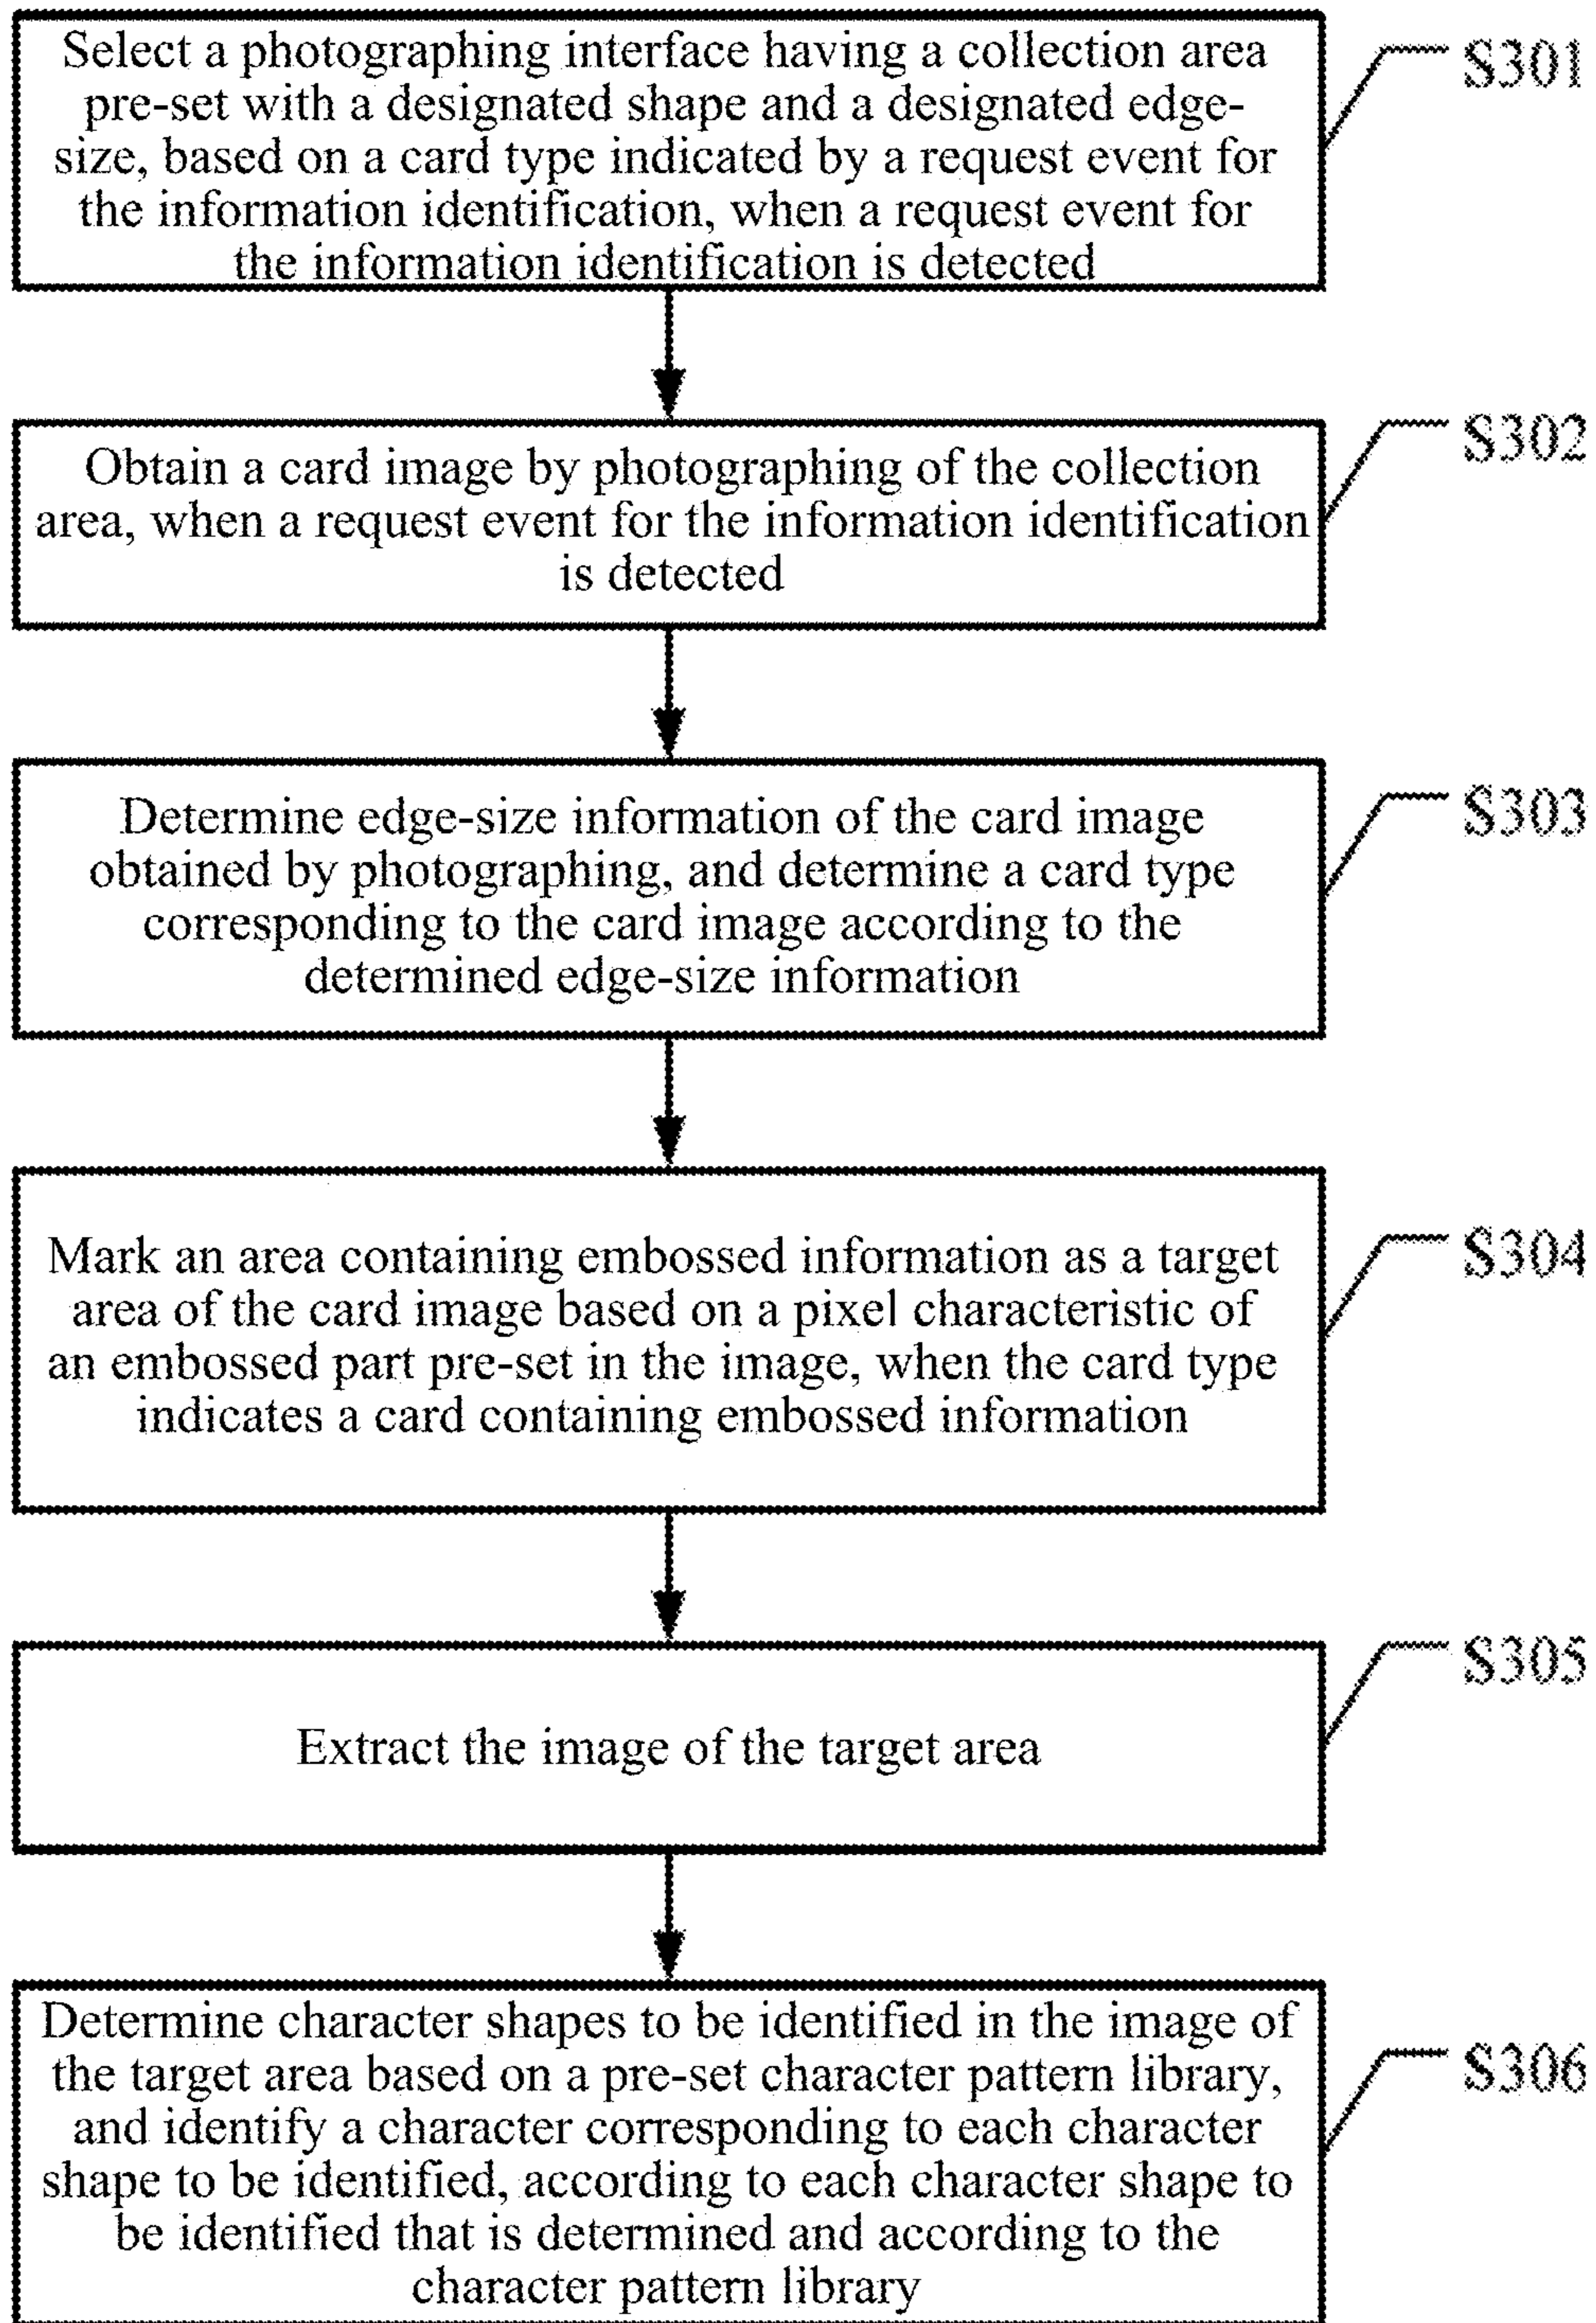 Select a photographing interface having a collection area
pre-set with a designated shape and a designated edge-
size, based on a card type indicated by a request event for
the information identification, when a request event for
the information identification is detected
S301
Obtain a card image by photographing of the collection
area, when a request event for the information identification
is detected
S302
Determine edge-size information of the card image
obtained by photographing, and determine a card type
corresponding to the card image according to the
determined edge-size information
S303
Mark an area containing embossed information as a target
area of the card image based on a pixel characteristic of
an embossed part pre-set in the image, when the card type
indicates a card containing embossed information
S304
Extract the image of the target area
S305
Determine character shapes to be identified in the image of
the target area based on a pre-set character pattern library,
and identify a character corresponding to each character
shape to be identified, according to each character shape to
be identified that is determined and according to the
character pattern library
S306